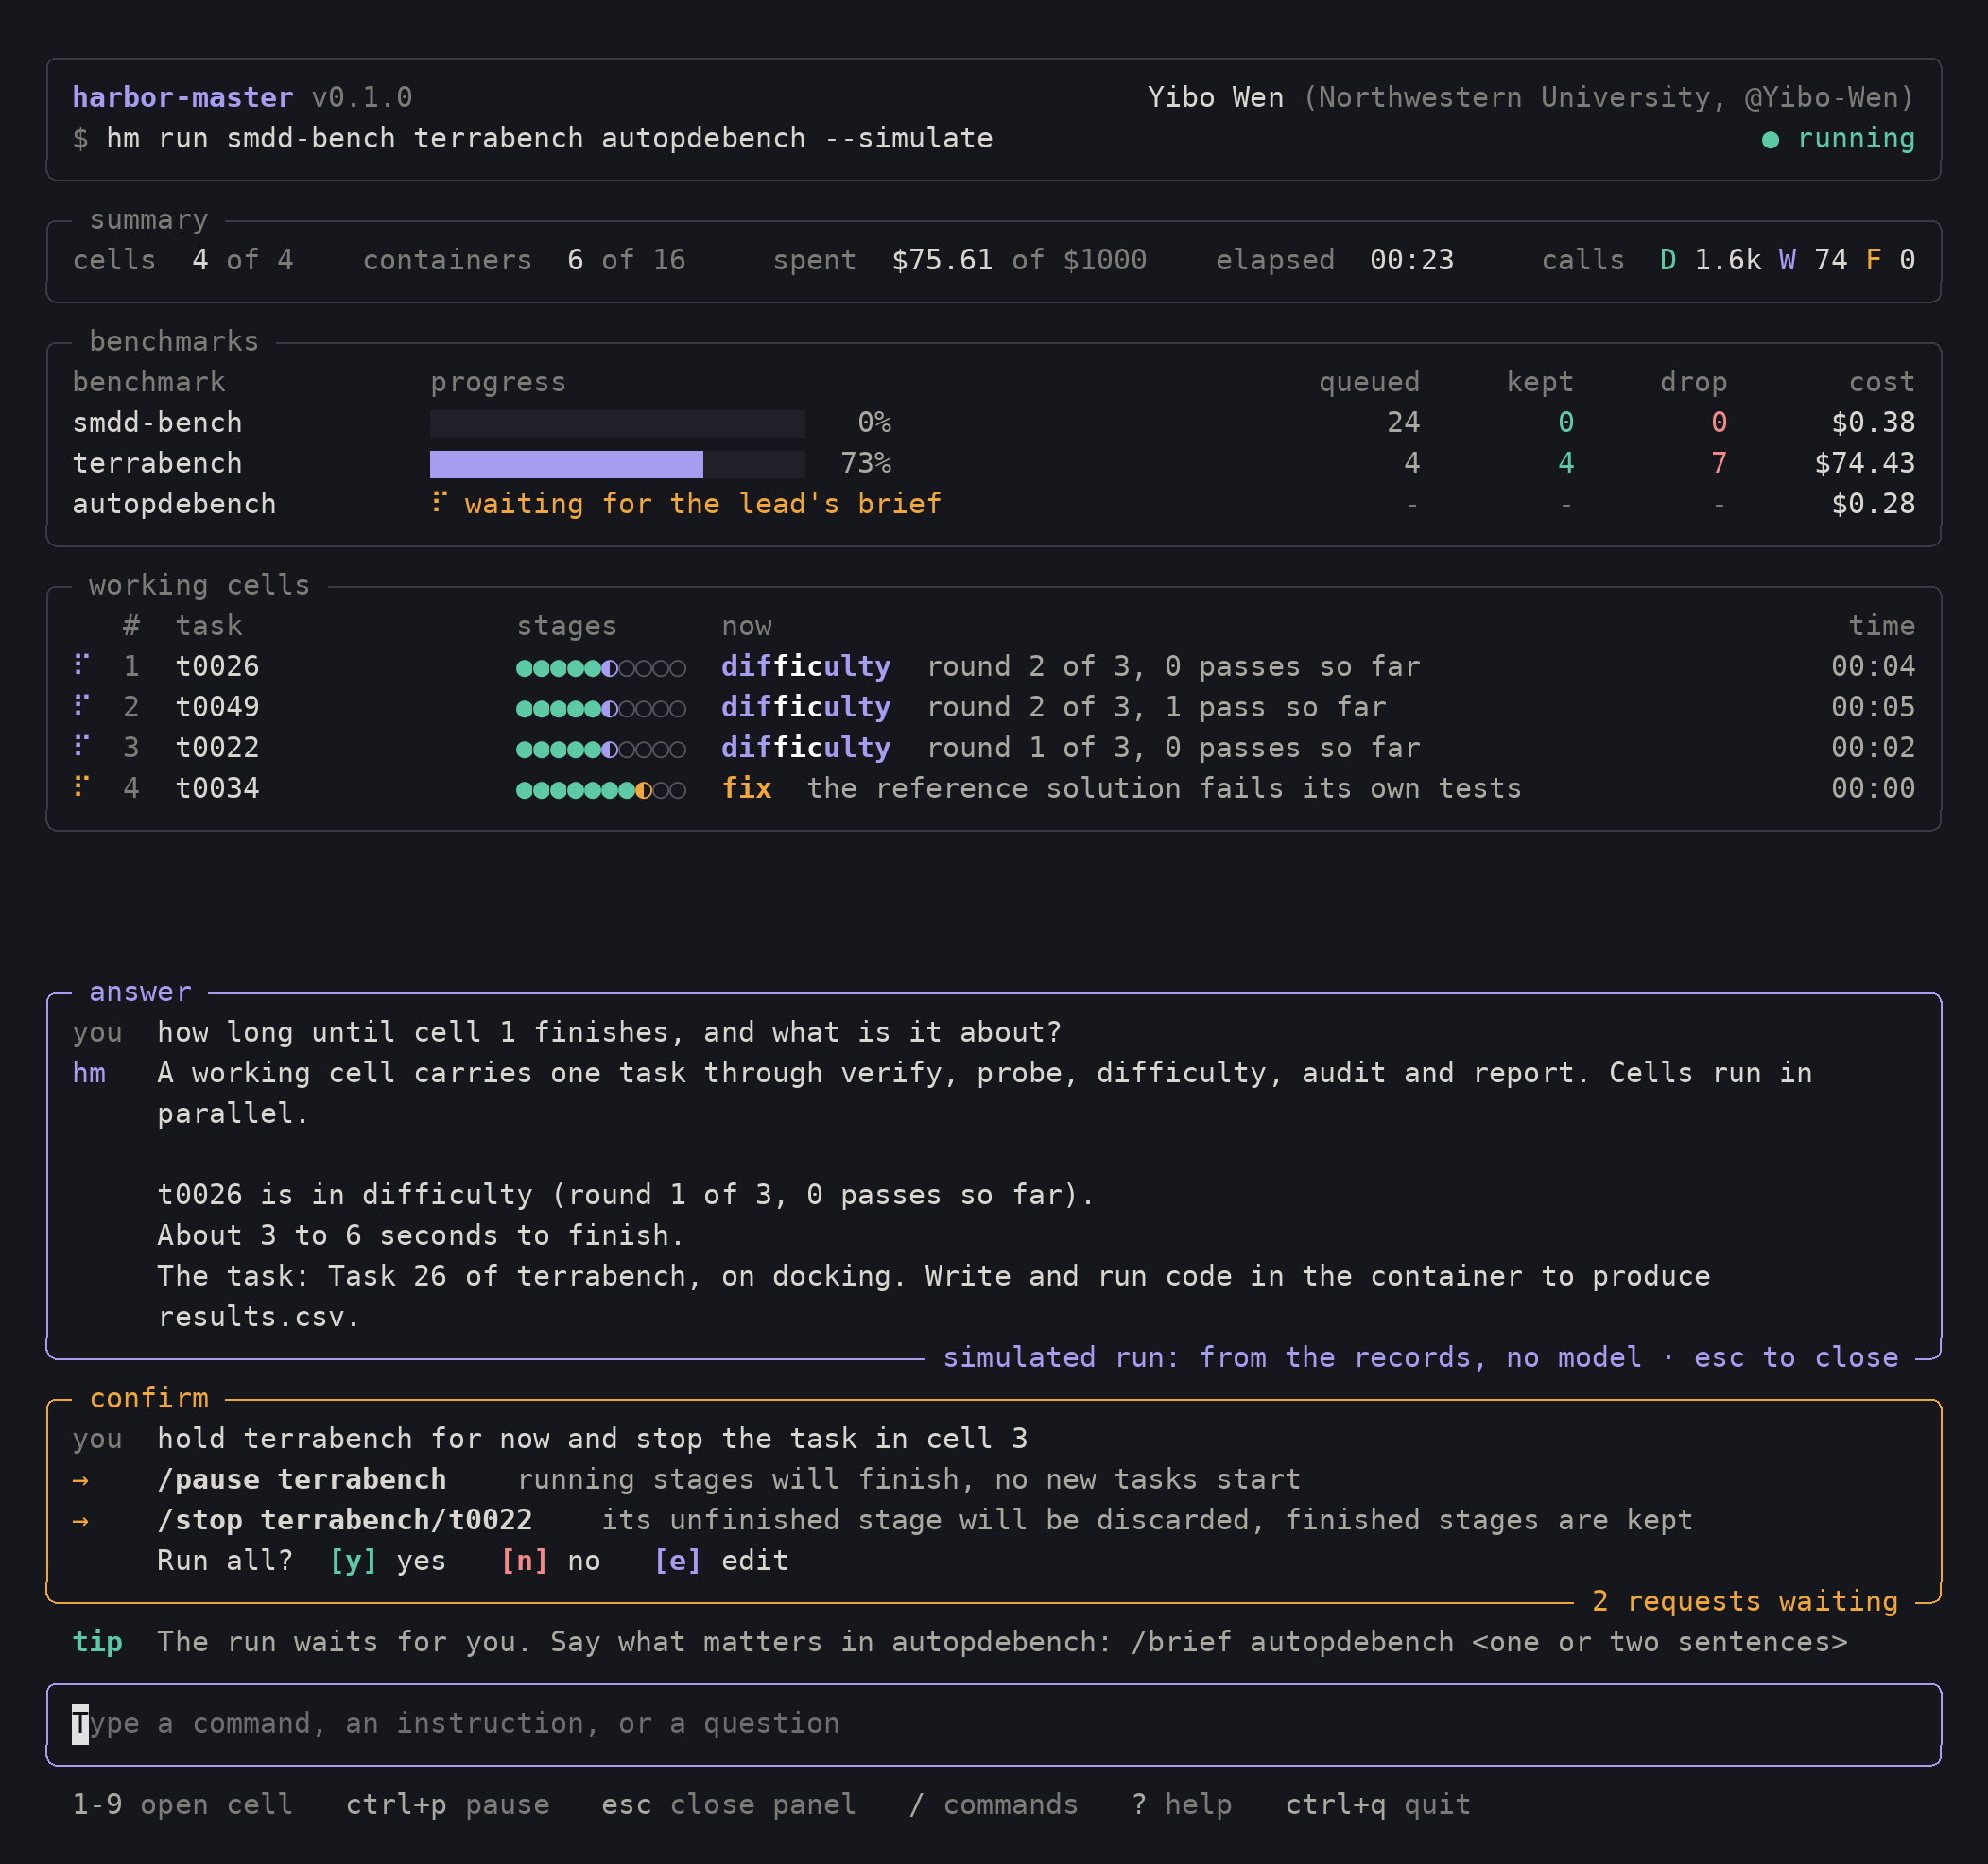 harbor-master v0.1.0 Yibo Wen (Northwestern University, @Yibo-Wen)
$ hm run smdd-bench terrabench autopdebench --simulate ● running
summary
cells 4 of 4 containers 6 of 16 spent $75.61 of $1000 elapsed 00:23 calls D 1.6k W 74 F 0
benchmarks
benchmark progress queued kept drop cost
smdd-bench 0% 24 0 0 $0.38
terrabench 73% 4 4 7 $74.43
autopdebench waiting for the lead's brief - - - $0.28
working cells
# task stages now time
1 t0026 ●●●●●◐○○○○ difficulty round 2 of 3, 0 passes so far 00:04
2 t0049 ●●●●●◐○○○○ difficulty round 2 of 3, 1 pass so far 00:05
3 t0022 ●●●●●◐○○○○ difficulty round 1 of 3, 0 passes so far 00:02
4 t0034 ●●●●●●●◐○○ fix the reference solution fails its own tests 00:00
answer
you how long until cell 1 finishes, and what is it about?
hm A working cell carries one task through verify, probe, difficulty, audit and report. Cells run in
parallel.
t0026 is in difficulty (round 1 of 3, 0 passes so far).
About 3 to 6 seconds to finish.
The task: Task 26 of terrabench, on docking. Write and run code in the container to produce
results.csv.
simulated run: from the records, no model · esc to close
confirm
you hold terrabench for now and stop the task in cell 3
→ /pause terrabench running stages will finish, no new tasks start
→ /stop terrabench/t0022 its unfinished stage will be discarded, finished stages are kept
Run all? [y] yes [n] no [e] edit
2 requests waiting
tip The run waits for you. Say what matters in autopdebench: /brief autopdebench <one or two sentences>
Type a command, an instruction, or a question
1-9 open cell ctrl+p pause esc close panel / commands ? help ctrl+q quit